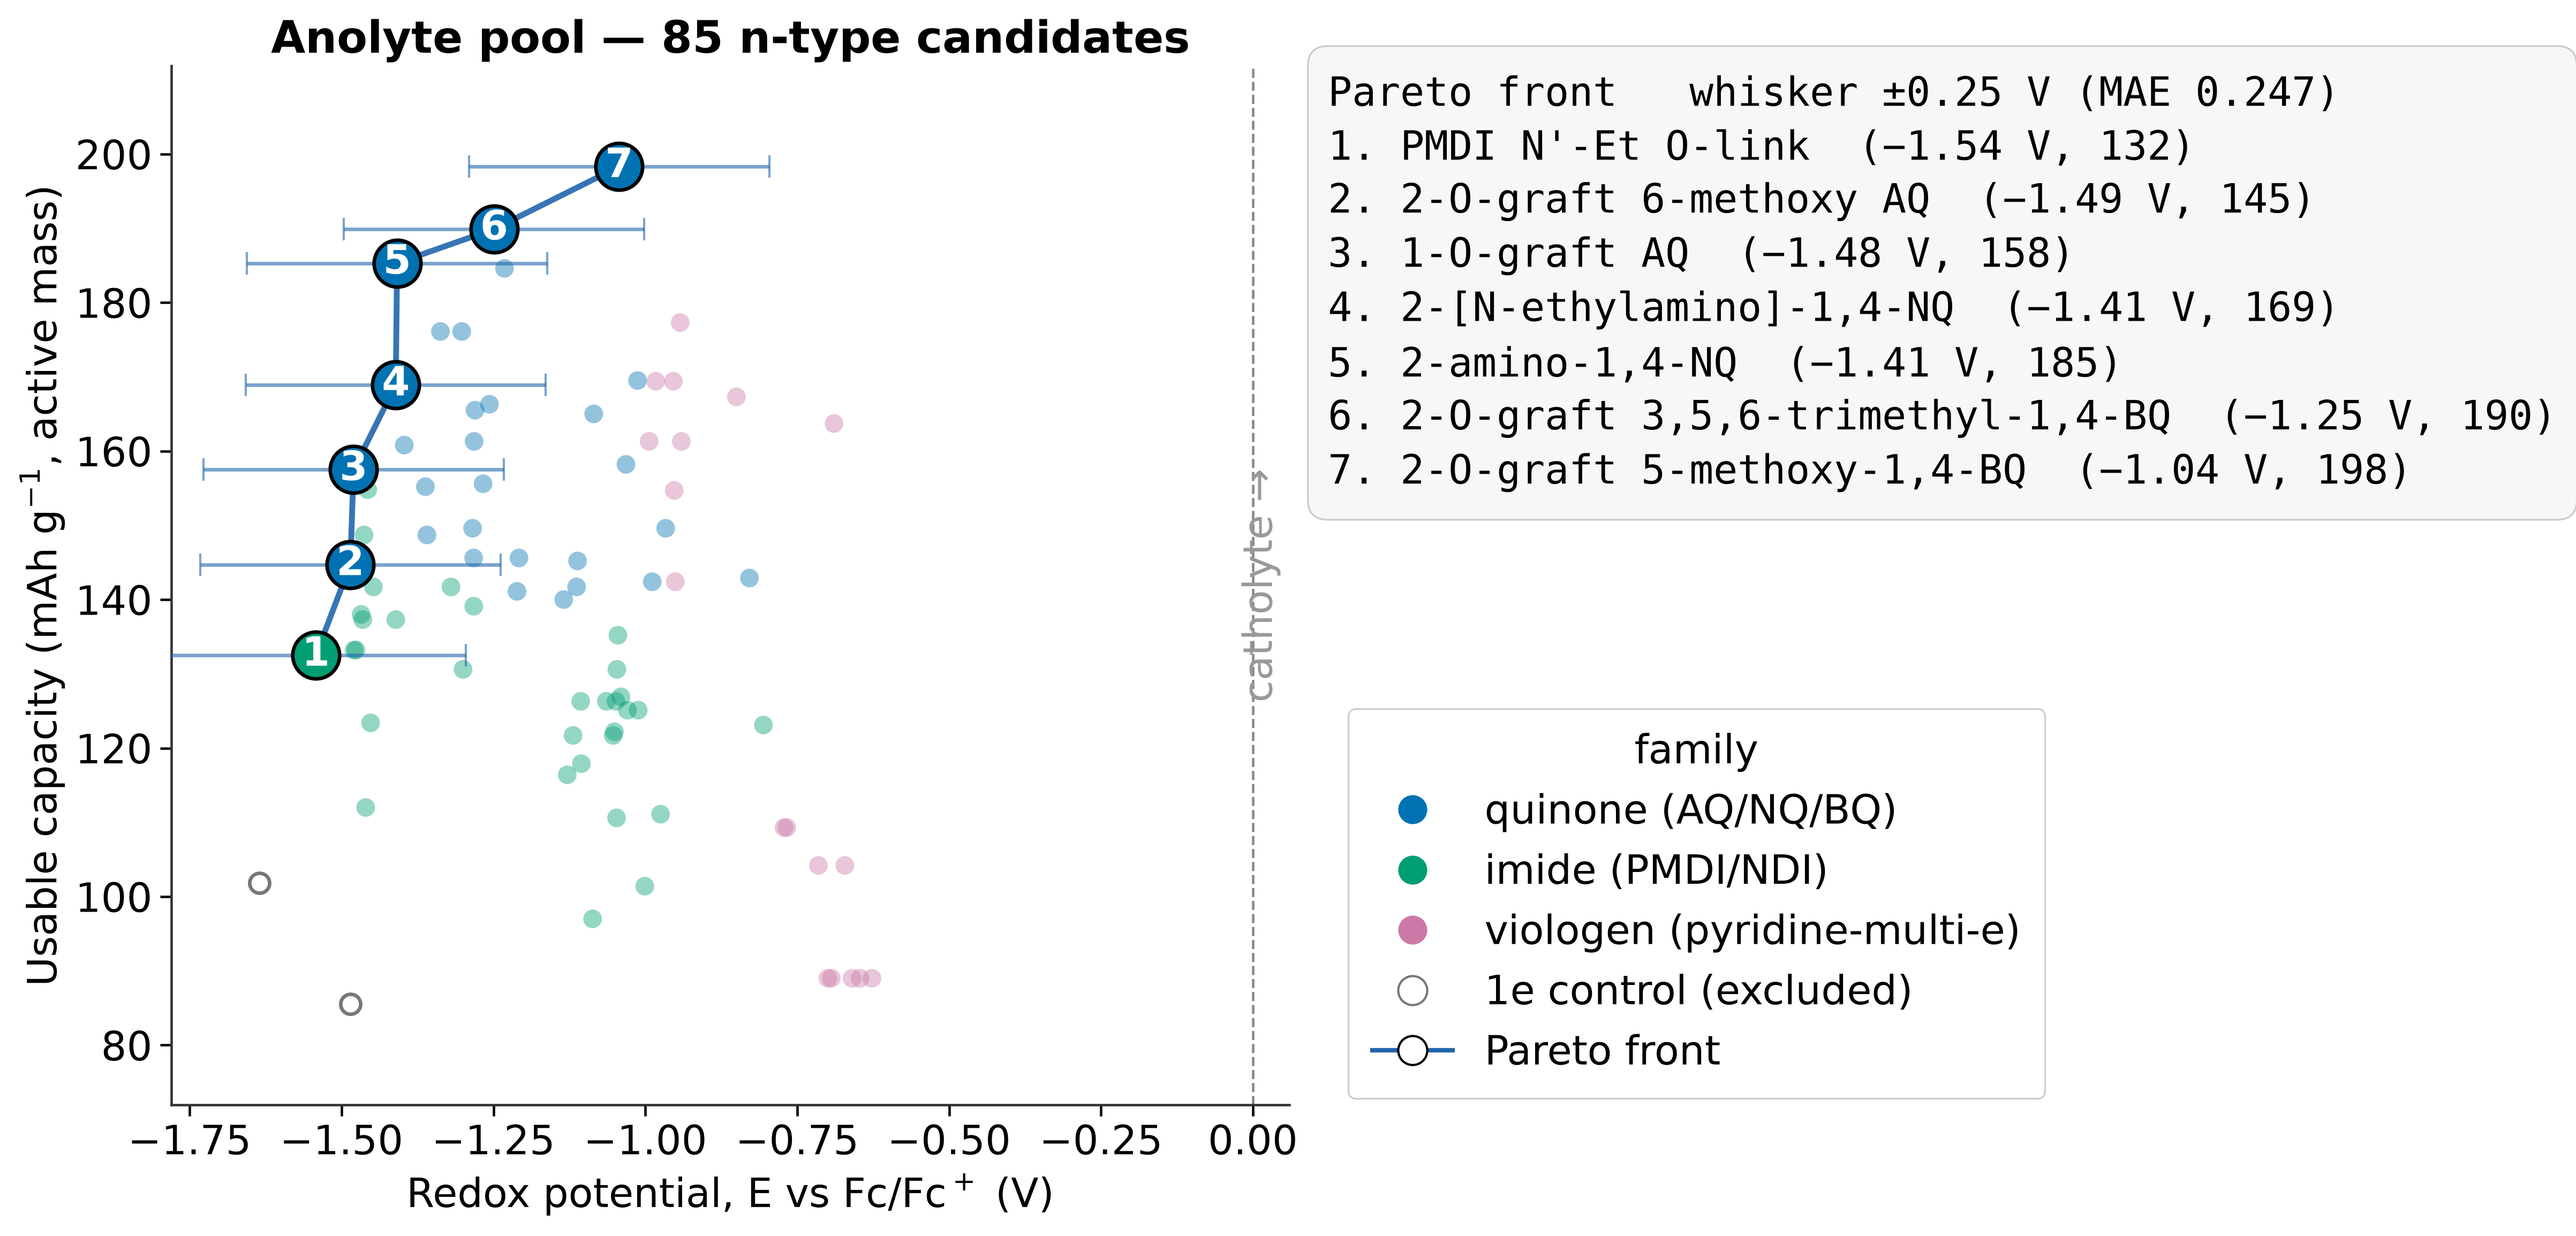 Anolyte pool — 85 n-type candidates
Usable capacity (mAh g⁻¹, active mass)
200
180
160
140
120
100
80
7
6
5
4
3
2
1
catholyte →
−1.75 −1.50 −1.25 −1.00 −0.75 −0.50 −0.25 0.00
Redox potential, E vs Fc/Fc⁺ (V)
Pareto front whisker ±0.25 V (MAE 0.247)
1. PMDI N'-Et O-link (−1.54 V, 132)
2. 2-O-graft 6-methoxy AQ (−1.49 V, 145)
3. 1-O-graft AQ (−1.48 V, 158)
4. 2-[N-ethylamino]-1,4-NQ (−1.41 V, 169)
5. 2-amino-1,4-NQ (−1.41 V, 185)
6. 2-O-graft 3,5,6-trimethyl-1,4-BQ (−1.25 V, 190)
7. 2-O-graft 5-methoxy-1,4-BQ (−1.04 V, 198)
family
quinone (AQ/NQ/BQ)
imide (PMDI/NDI)
viologen (pyridine-multi-e)
1e control (excluded)
Pareto front